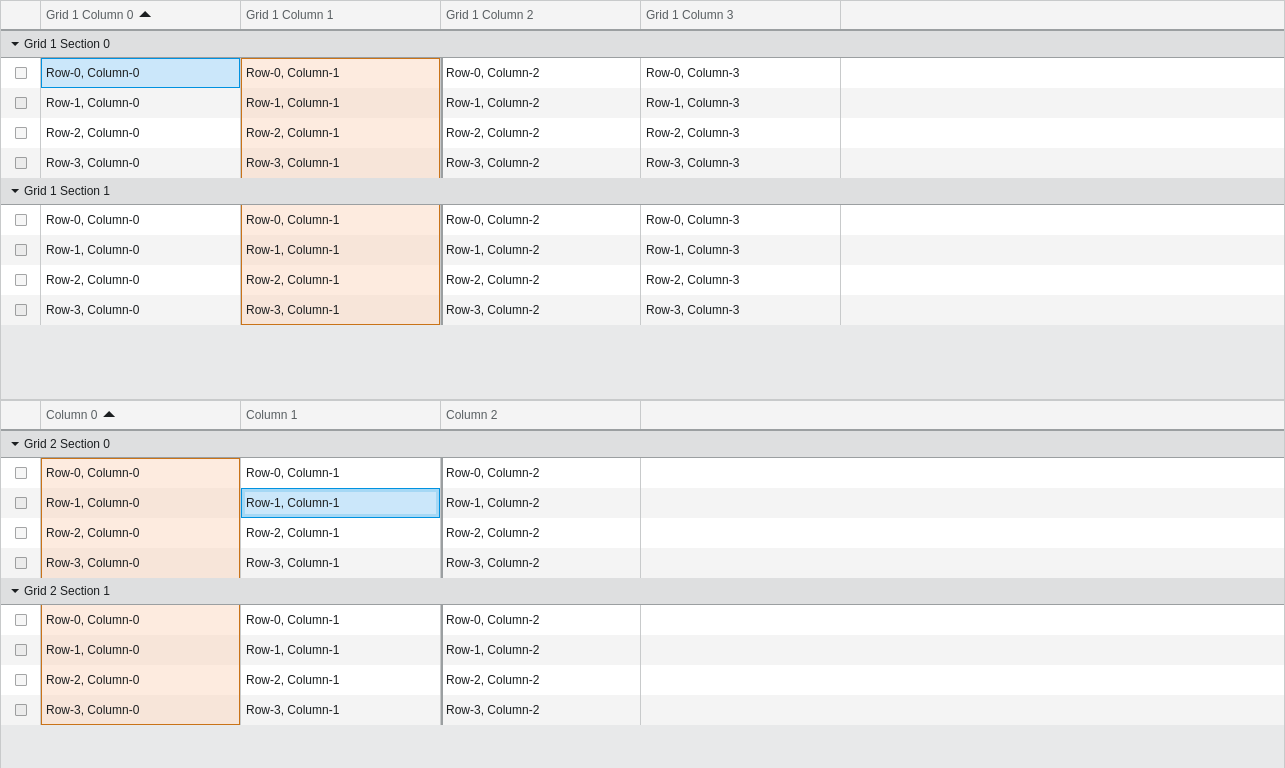 Grid 1 Column 0 Grid 1 Column 1 Grid 1 Column 2 Grid 1 Column 3
Grid 1 Section 0
Row-0, Column-0 Row-0, Column-1 Row-0, Column-2 Row-0, Column-3
Row-1, Column-0 Row-1, Column-1 Row-1, Column-2 Row-1, Column-3
Row-2, Column-0 Row-2, Column-1 Row-2, Column-2 Row-2, Column-3
Row-3, Column-0 Row-3, Column-1 Row-3, Column-2 Row-3, Column-3
Grid 1 Section 1
Row-0, Column-0 Row-0, Column-1 Row-0, Column-2 Row-0, Column-3
Row-1, Column-0 Row-1, Column-1 Row-1, Column-2 Row-1, Column-3
Row-2, Column-0 Row-2, Column-1 Row-2, Column-2 Row-2, Column-3
Row-3, Column-0 Row-3, Column-1 Row-3, Column-2 Row-3, Column-3
Column 0 Column 1 Column 2
Grid 2 Section 0
Row-0, Column-0 Row-0, Column-1 Row-0, Column-2
Row-1, Column-0 Row-1, Column-1 Row-1, Column-2
Row-2, Column-0 Row-2, Column-1 Row-2, Column-2
Row-3, Column-0 Row-3, Column-1 Row-3, Column-2
Grid 2 Section 1
Row-0, Column-0 Row-0, Column-1 Row-0, Column-2
Row-1, Column-0 Row-1, Column-1 Row-1, Column-2
Row-2, Column-0 Row-2, Column-1 Row-2, Column-2
Row-3, Column-0 Row-3, Column-1 Row-3, Column-2